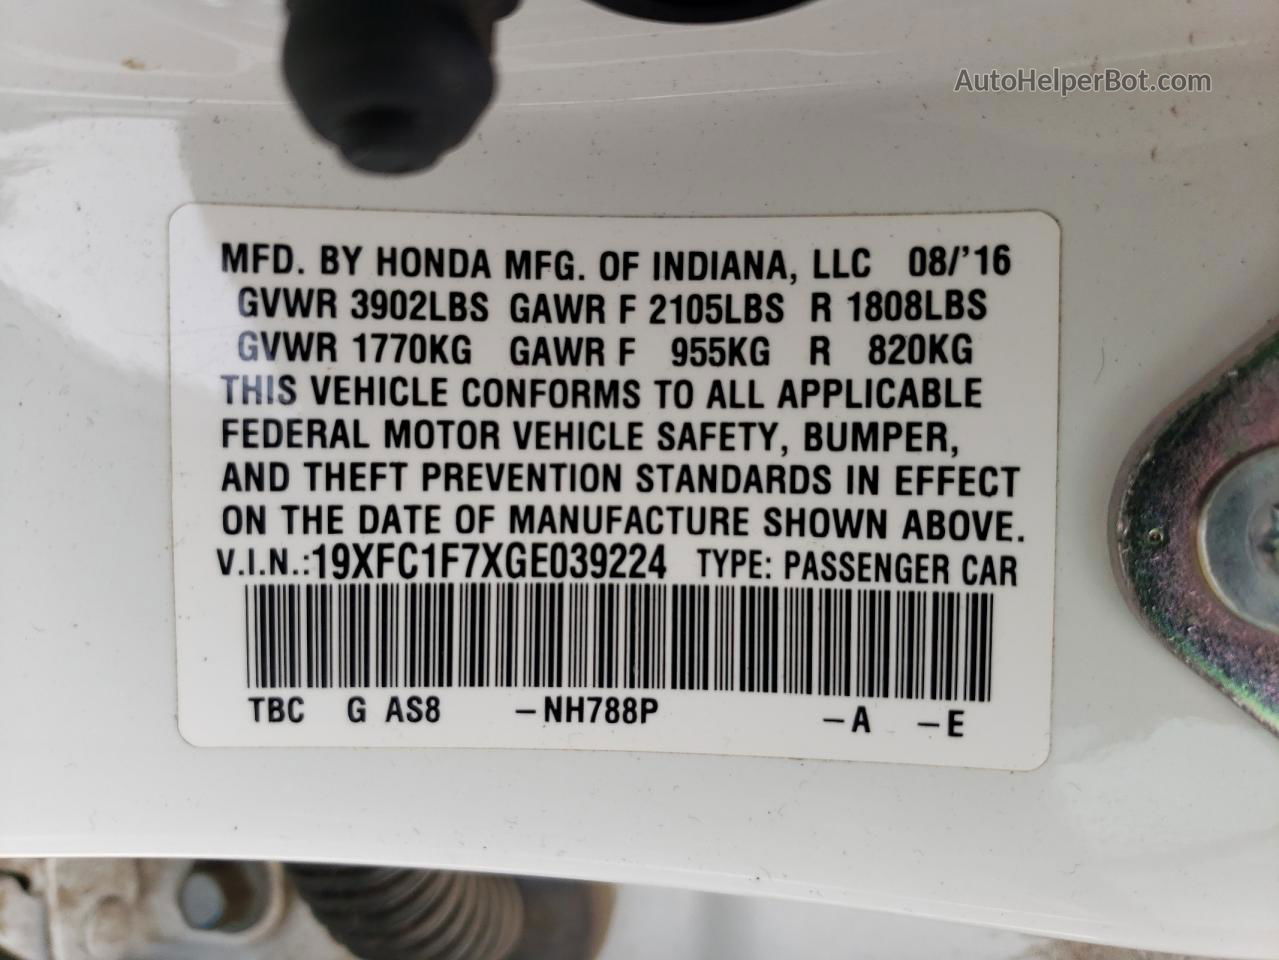 AutoHelperBot.com
MFD. BY HONDA MFG. OF INDIANA, LLC 08/'16
GVWR 3902LBS GAWR F 2105LBS R 1808LBS
GVWR 1770KG GAWR F 955KG R 820KG
THIS VEHICLE CONFORMS TO ALL APPLICABLE
FEDERAL MOTOR VEHICLE SAFETY, BUMPER,
AND THEFT PREVENTION STANDARDS IN EFFECT
ON THE DATE OF MANUFACTURE SHOWN ABOVE.
V.I.N.:19XFC1F7XGE039224 TYPE: PASSENGER CAR
TBC G AS8 -NH788P -A -E